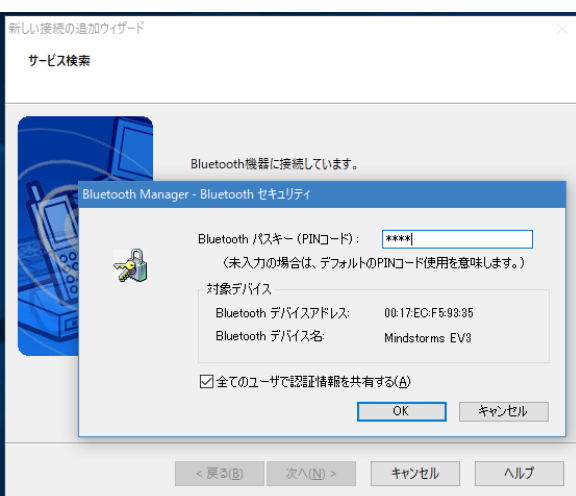 新しい接続の追加ウィザード
サービス検索
Bluetooth機器に接続しています。
Bluetooth Manager - Bluetooth セキュリティ
Bluetooth パスキー (PINコード) : ****
(未入力の場合は、デフォルトのPINコード使用を意味します。)
対象デバイス
Bluetooth デバイスアドレス: 00:17:EC:F5:93:35
Bluetooth デバイス名: Mindstorms EV3
全てのユーザで認証情報を共有する(A)
OK キャンセル
< 戻る(B) 次へ(N) > キャンセル ヘルプ